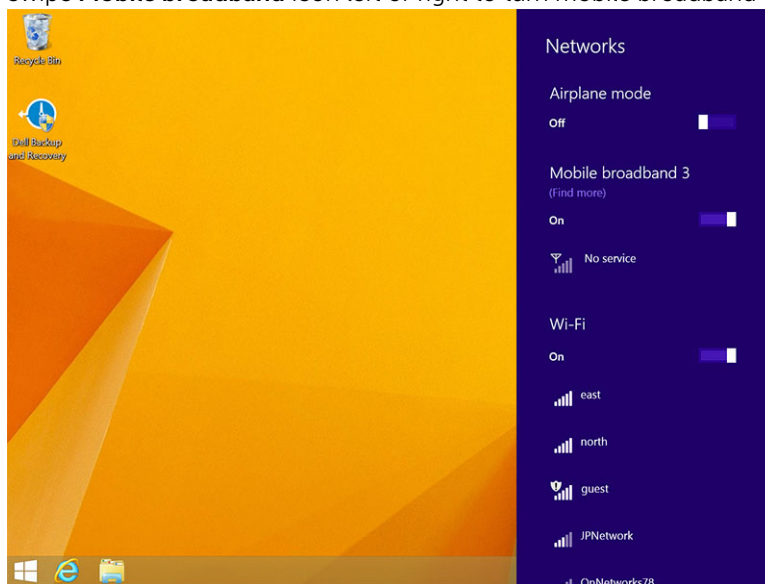 Swipe Mobile broadband icon left or right to turn mobile broadband
Recycle Bin
Dell Backup
and Recovery
Networks
Airplane mode
Off
Mobile broadband 3
(Find more)
On
No service
Wi-Fi
On
east
north
guest
JPNetwork
OnNetworks78